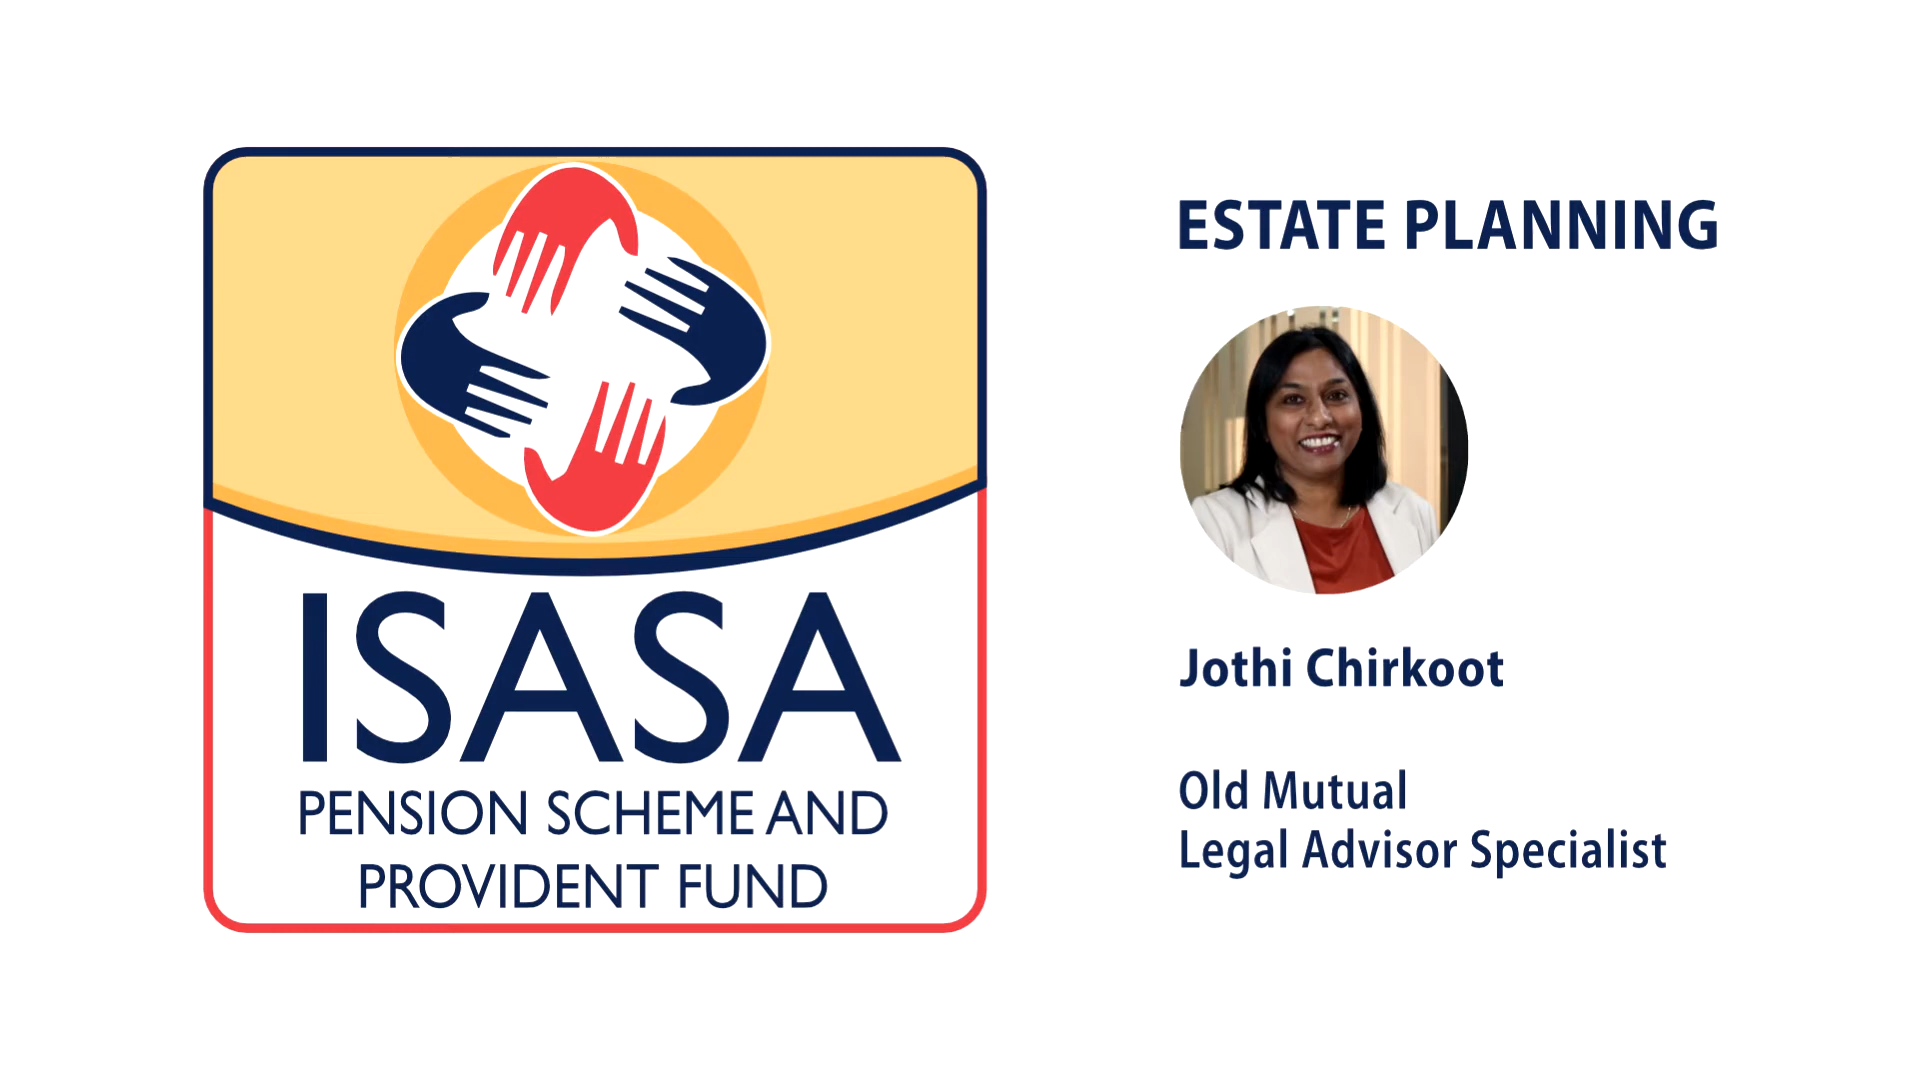 ISASA
PENSION SCHEME AND
PROVIDENT FUND
ESTATE PLANNING
Jothi Chirkoot
Old Mutual
Legal Advisor Specialist